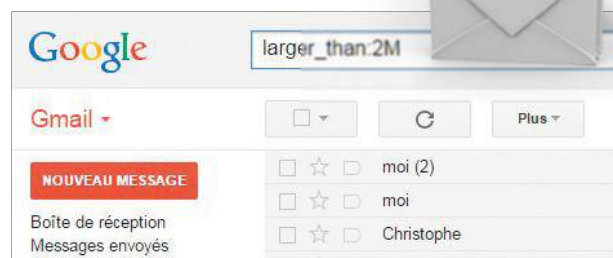 Google
larger_than:2M
Gmail
Plus
NOUVEAU MESSAGE
moi (2)
moi
Boîte de réception
Christophe
Messages envoyés